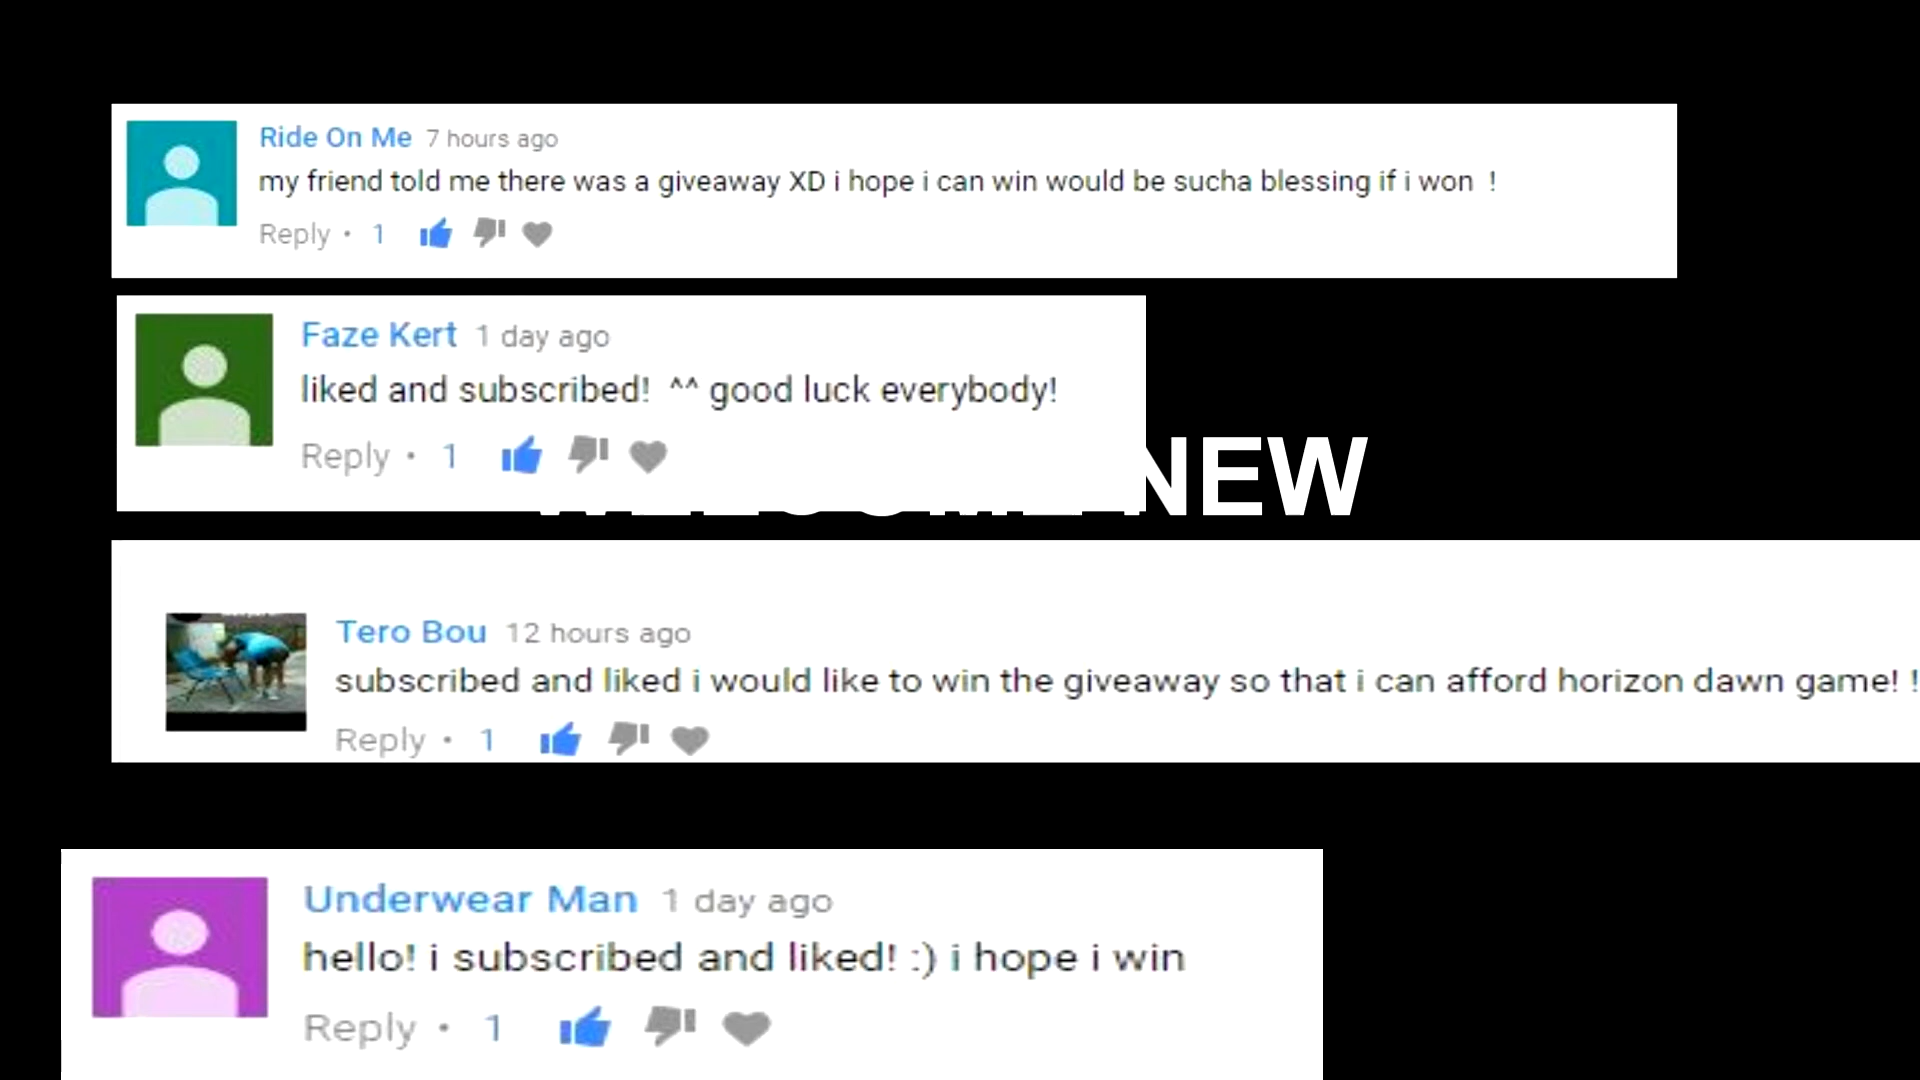 Ride On Me 7 hours ago
my friend told me there was a giveaway XD i hope i can win would be sucha blessing if i won !
Reply • 1
Faze Kert 1 day ago
liked and subscribed! ^^ good luck everybody!
Reply • 1
NEW
Tero Bou 12 hours ago
subscribed and liked i would like to win the giveaway so that i can afford horizon dawn game! !
Reply • 1
Underwear Man 1 day ago
hello! i subscribed and liked! :) i hope i win
Reply • 1